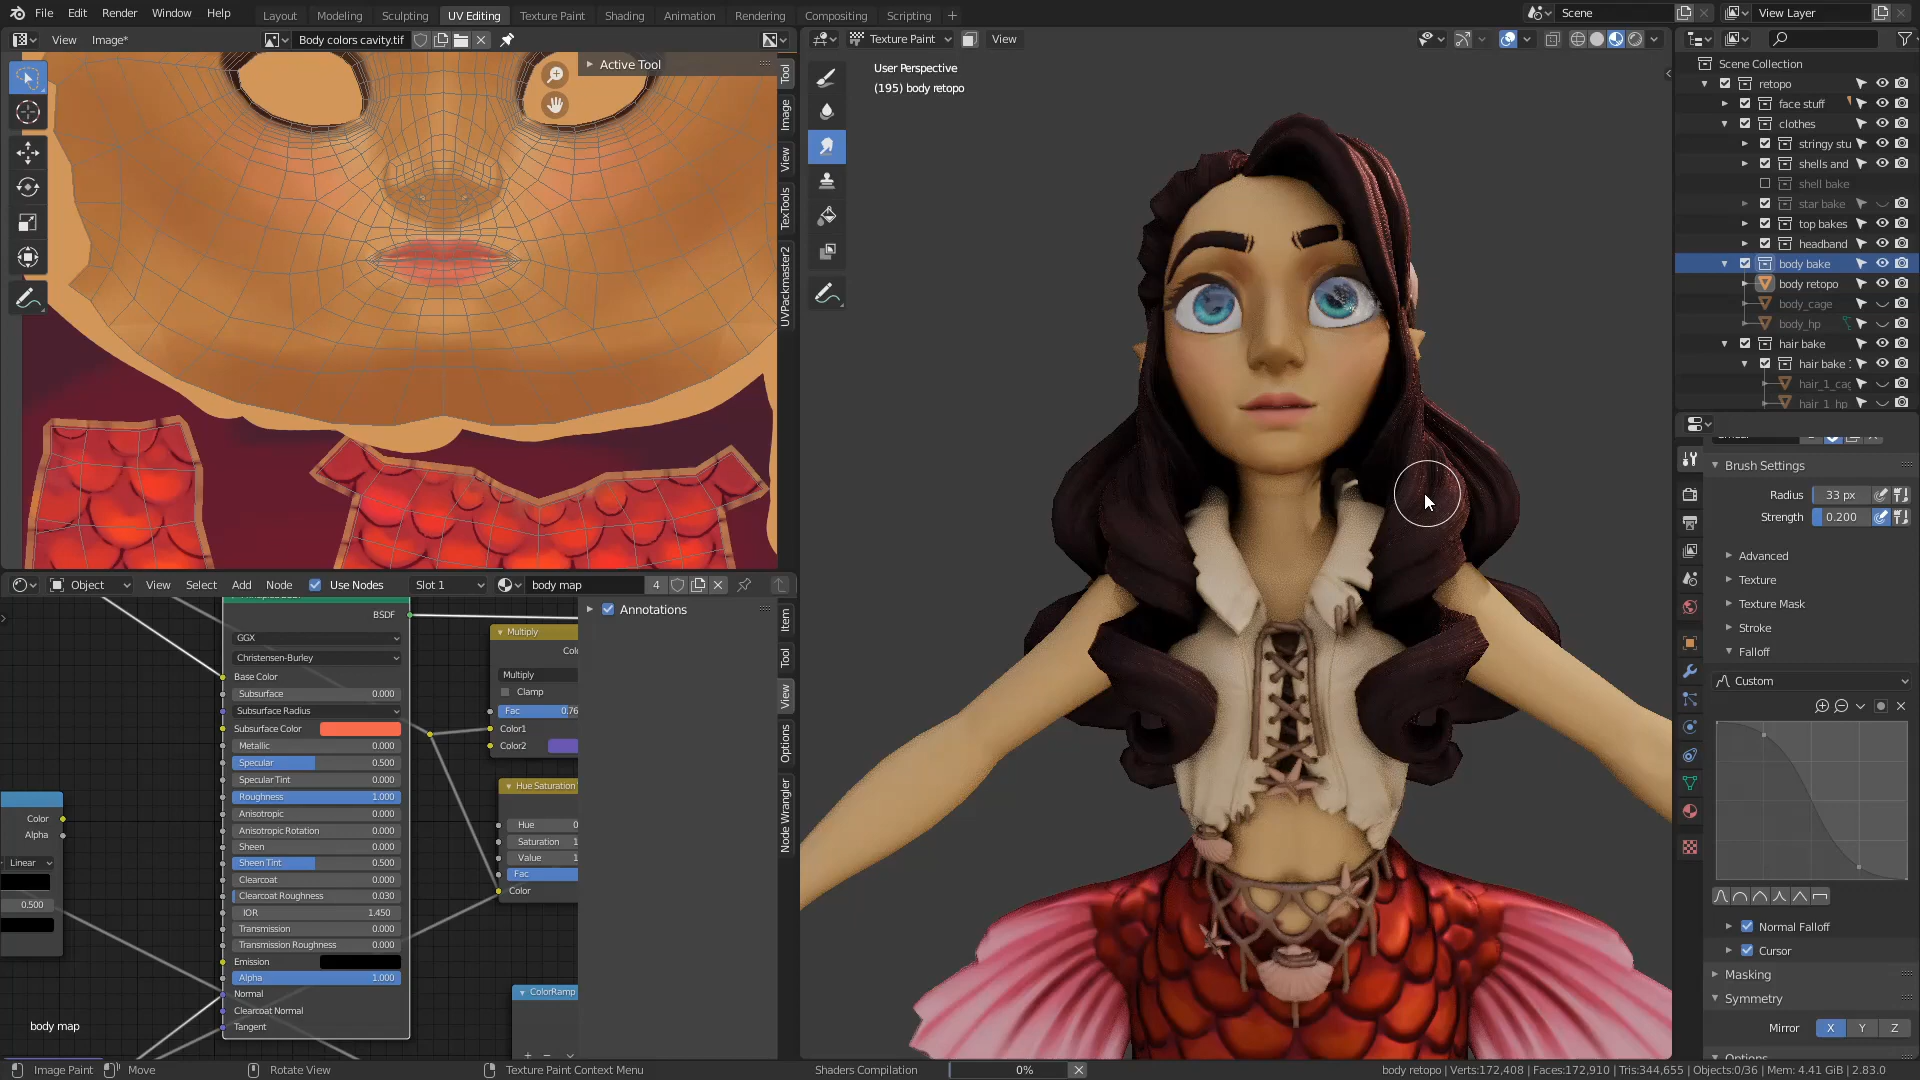 File Edit Render Window Help
Layout Modeling Sculpting UV Editing Texture Paint Shading Animation Rendering Compositing Scripting
Scene View Layer
View Image* Body colors cavity.tif
Active Tool
Tool
Image
View
TexTools
UVPackmaster2
Texture Paint View
User Perspective
(195) body retopo
Scene Collection
retopo
face stuff
clothes
stringy stu
shells and
shell bake
star bake
top bakes
headband
body bake
body retopo
body_cage
body_hp
hair bake
hair bake
hair_1_cag
hair_1_hp
Brush Settings
Radius 33 px
Strength 0.200
Advanced
Texture
Texture Mask
Stroke
Falloff
Custom
Normal Falloff
Cursor
Masking
Symmetry
Mirror X Y Z
Object View Select Add Node Use Nodes Slot 1 body map 4
Annotations
Item
Tool
View
Options
Node Wrangler
BSDF
GGX
Christensen-Burley
Base Color
Subsurface 0.000
Subsurface Radius
Subsurface Color
Metallic 0.000
Specular 0.500
Specular Tint 0.000
Roughness 1.000
Anisotropic 0.000
Anisotropic Rotation 0.000
Sheen 0.000
Sheen Tint 0.500
Clearcoat 0.000
Clearcoat Roughness 0.030
IOR 1.450
Transmission 0.000
Transmission Roughness 0.000
Emission
Alpha 1.000
Normal
Clearcoat Normal
Tangent
Color
Alpha
Linear
0.500
Multiply
Multiply
Clamp
Fac 0.76
Color1
Color2
Hue Saturation
Hue 0
Saturation 1
Value 1
Fac
Color
ColorRamp
body map
Image Paint Move Rotate View Texture Paint Context Menu Shaders Compilation 0% body retopo | Verts:172,408 | Faces:172,910 | Tris:344,655 | Objects:0/36 | Mem: 4.41 GiB | 2.83.0